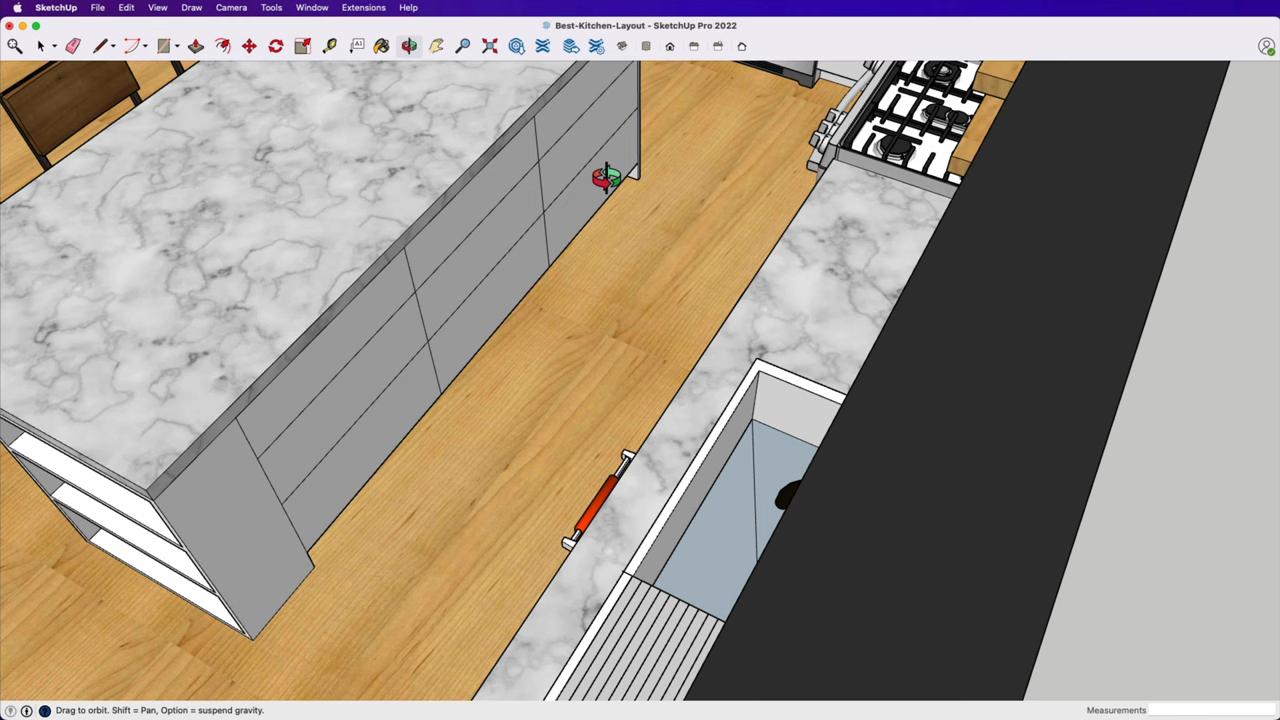 SketchUp File Edit View Draw Camera Tools Window Extensions Help
Best-Kitchen-Layout - SketchUp Pro 2022
A1
Drag to orbit. Shift = Pan, Option = suspend gravity.
Measurements